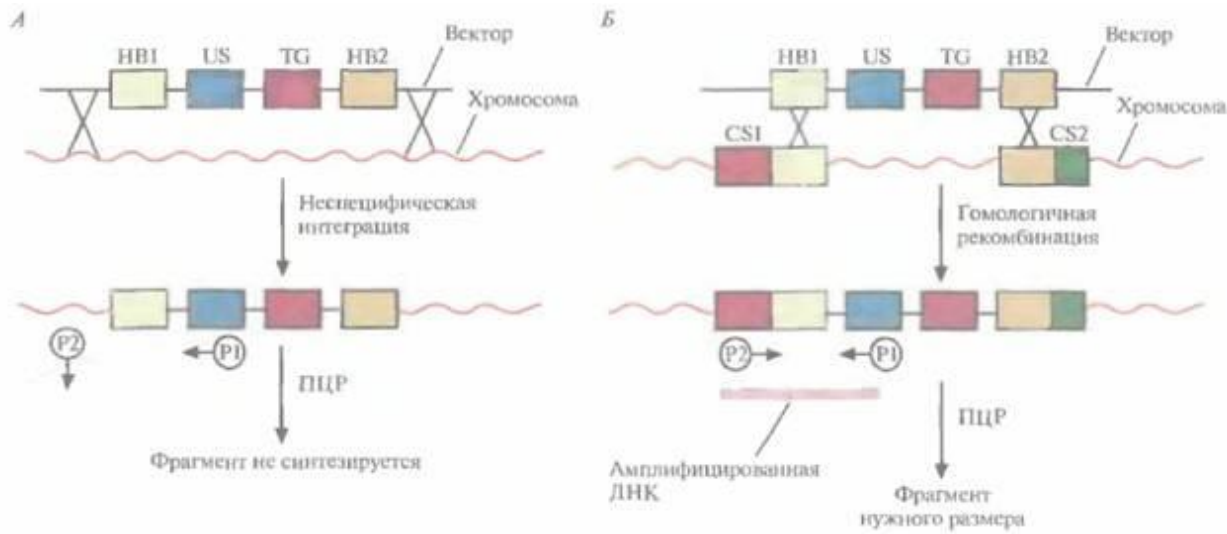 А
HB1 US TG HB2
Вектор
Хромосома
Неспецифическая
интеграция
P2
P1
ПЦР
Фрагмент не синтезируется
Б
HB1 US TG HB2
Вектор
Хромосома
CS1
CS2
Гомологичная
рекомбинация
P2
P1
ПЦР
Амплифицированная
ДНК
Фрагмент
нужного размера